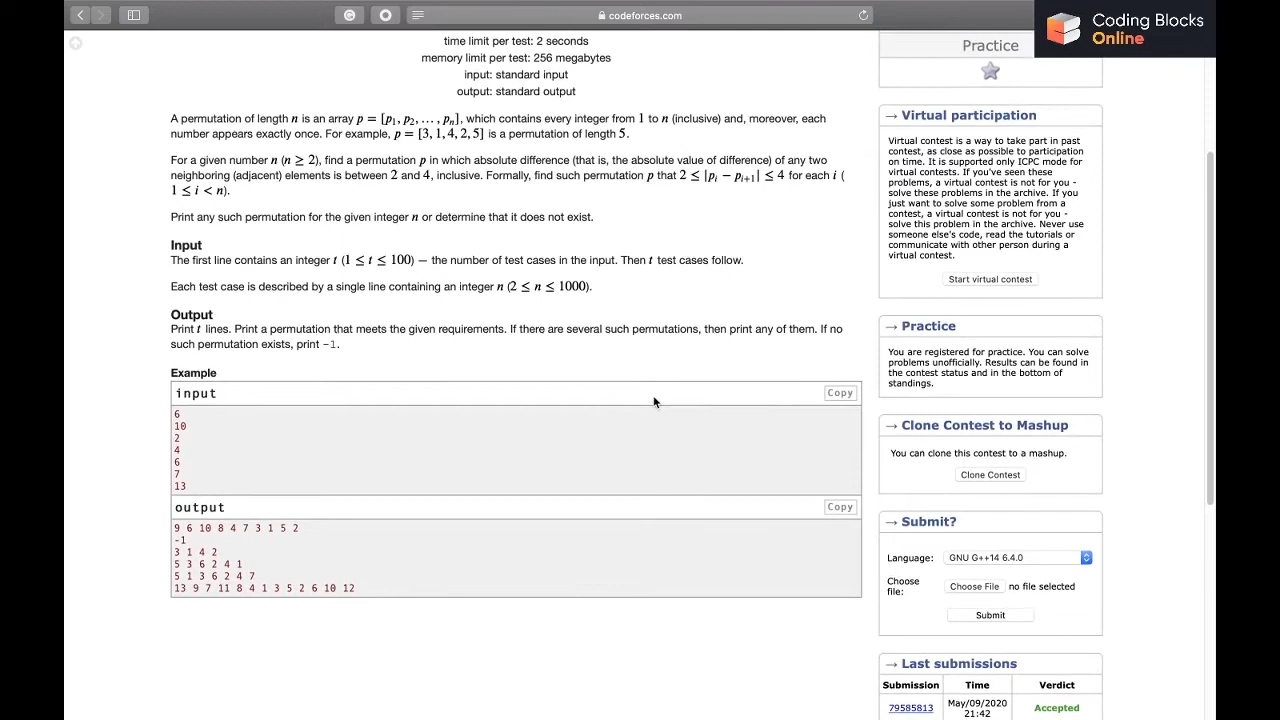 codeforces.com
Coding Blocks
Online
time limit per test: 2 seconds
memory limit per test: 256 megabytes
input: standard input
output: standard output
A permutation of length n is an array p = [p1, p2, … , pn], which contains every integer from 1 to n (inclusive) and, moreover, each
number appears exactly once. For example, p = [3, 1, 4, 2, 5] is a permutation of length 5.
For a given number n (n ≥ 2), find a permutation p in which absolute difference (that is, the absolute value of difference) of any two
neighboring (adjacent) elements is between 2 and 4, inclusive. Formally, find such permutation p that 2 ≤ |pi − pi+1| ≤ 4 for each i (
1 ≤ i < n).
Print any such permutation for the given integer n or determine that it does not exist.
Input
The first line contains an integer t (1 ≤ t ≤ 100) — the number of test cases in the input. Then t test cases follow.
Each test case is described by a single line containing an integer n (2 ≤ n ≤ 1000).
Output
Print t lines. Print a permutation that meets the given requirements. If there are several such permutations, then print any of them. If no
such permutation exists, print -1.
Example
input
Copy
6
10
2
4
6
7
13
output
Copy
9 6 10 8 4 7 3 1 5 2
-1
3 1 4 2
5 3 6 2 4 1
5 1 3 6 2 4 7
13 9 7 11 8 4 1 3 5 2 6 10 12
Practice
→ Virtual participation
Virtual contest is a way to take part in past
contest, as close as possible to participation
on time. It is supported only ICPC mode for
virtual contests. If you've seen these
problems, a virtual contest is not for you -
solve these problems in the archive. If you
just want to solve some problem from a
contest, a virtual contest is not for you -
solve this problem in the archive. Never use
someone else's code, read the tutorials or
communicate with other person during a
virtual contest.
Start virtual contest
→ Practice
You are registered for practice. You can solve
problems unofficially. Results can be found in
the contest status and in the bottom of
standings.
→ Clone Contest to Mashup
You can clone this contest to a mashup.
Clone Contest
→ Submit?
Language: GNU G++14 6.4.0
Choose
file:
Choose File no file selected
Submit
→ Last submissions
Submission Time Verdict
79585813 May/09/2020
21:42 Accepted